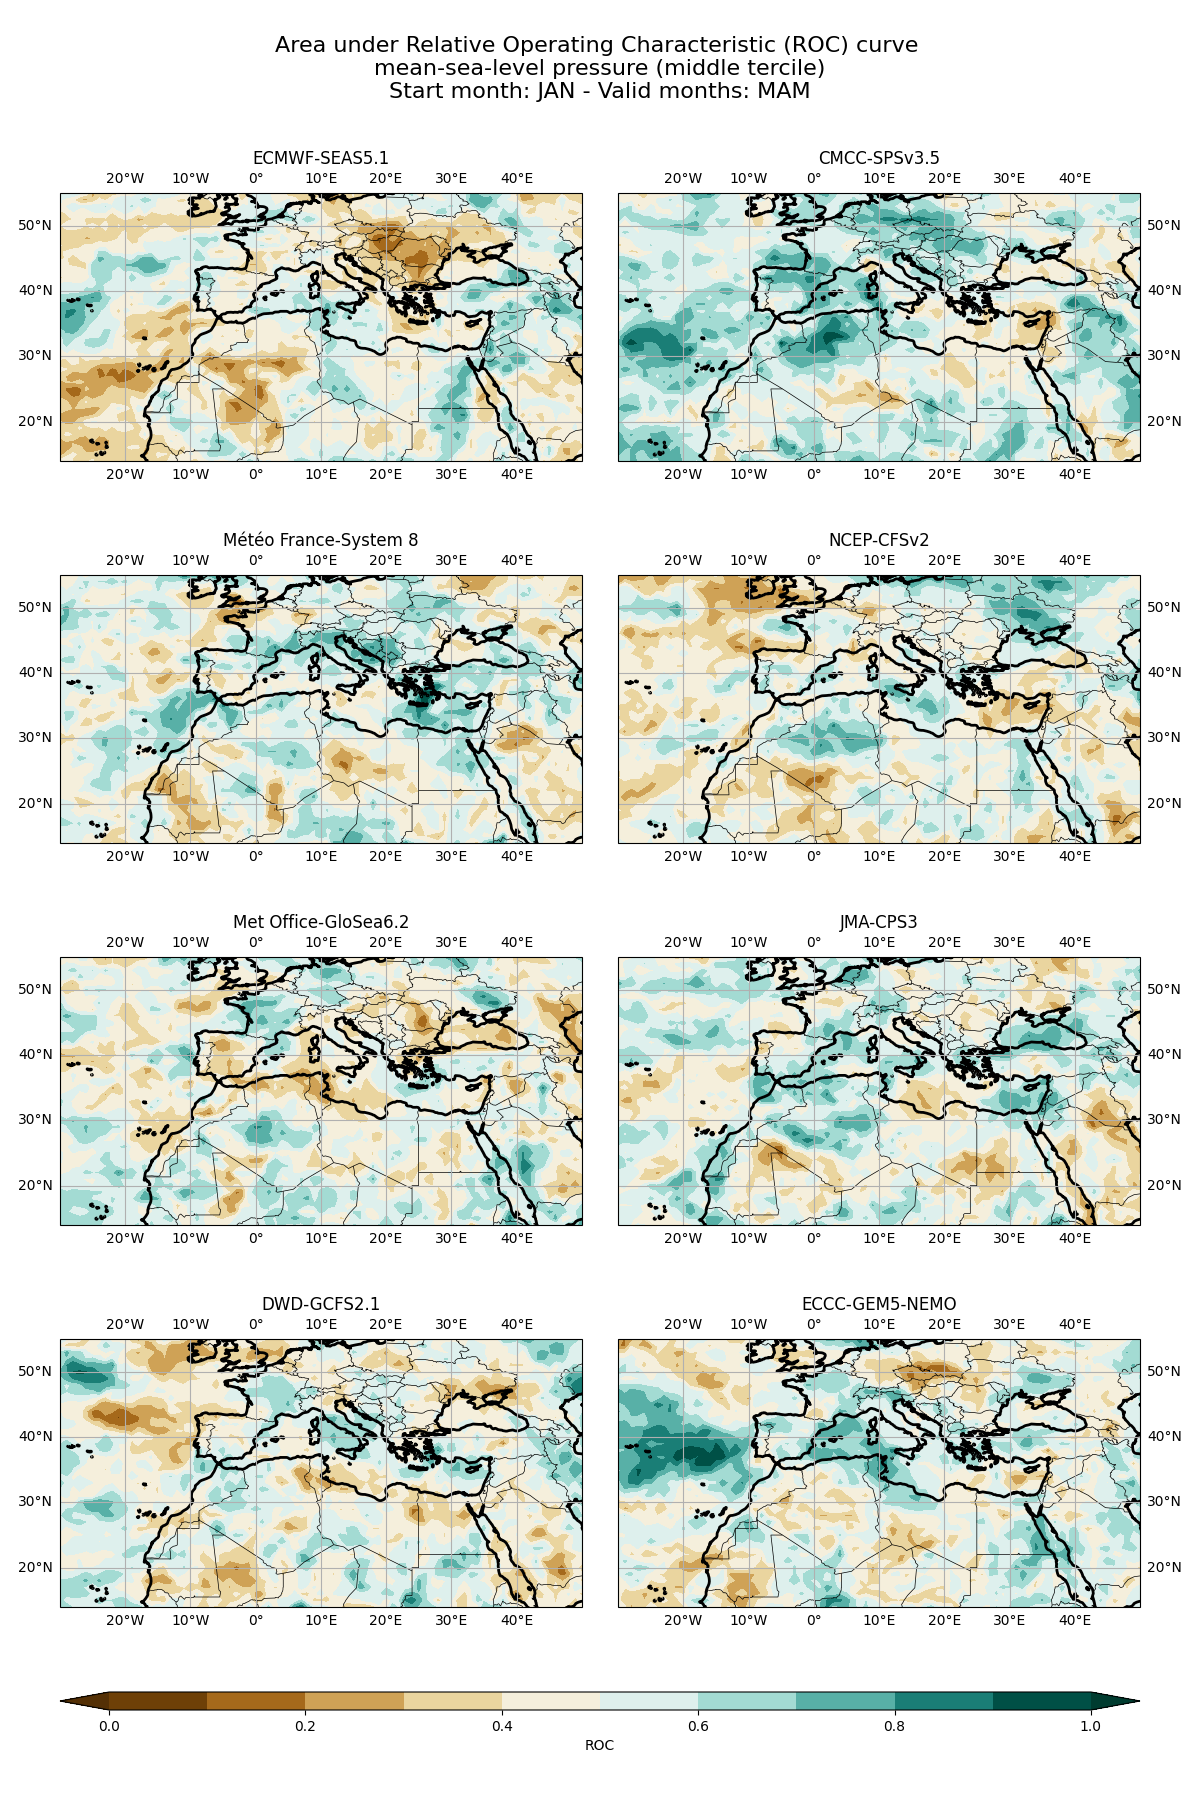 Area under Relative Operating Characteristic (ROC) curve
mean-sea-level pressure (middle tercile)
Start month: JAN - Valid months: MAM
ECMWF-SEAS5.1
20°W 10°W 0° 10°E 20°E 30°E 40°E
50°N
40°N
30°N
20°N
20°W 10°W 0° 10°E 20°E 30°E 40°E
CMCC-SPSv3.5
20°W 10°W 0° 10°E 20°E 30°E 40°E
50°N
40°N
30°N
20°N
20°W 10°W 0° 10°E 20°E 30°E 40°E
Météo France-System 8
20°W 10°W 0° 10°E 20°E 30°E 40°E
50°N
40°N
30°N
20°N
20°W 10°W 0° 10°E 20°E 30°E 40°E
NCEP-CFSv2
20°W 10°W 0° 10°E 20°E 30°E 40°E
50°N
40°N
30°N
20°N
20°W 10°W 0° 10°E 20°E 30°E 40°E
Met Office-GloSea6.2
20°W 10°W 0° 10°E 20°E 30°E 40°E
50°N
40°N
30°N
20°N
20°W 10°W 0° 10°E 20°E 30°E 40°E
JMA-CPS3
20°W 10°W 0° 10°E 20°E 30°E 40°E
50°N
40°N
30°N
20°N
20°W 10°W 0° 10°E 20°E 30°E 40°E
DWD-GCFS2.1
20°W 10°W 0° 10°E 20°E 30°E 40°E
50°N
40°N
30°N
20°N
20°W 10°W 0° 10°E 20°E 30°E 40°E
ECCC-GEM5-NEMO
20°W 10°W 0° 10°E 20°E 30°E 40°E
50°N
40°N
30°N
20°N
20°W 10°W 0° 10°E 20°E 30°E 40°E
0.0 0.2 0.4 0.6 0.8 1.0
ROC